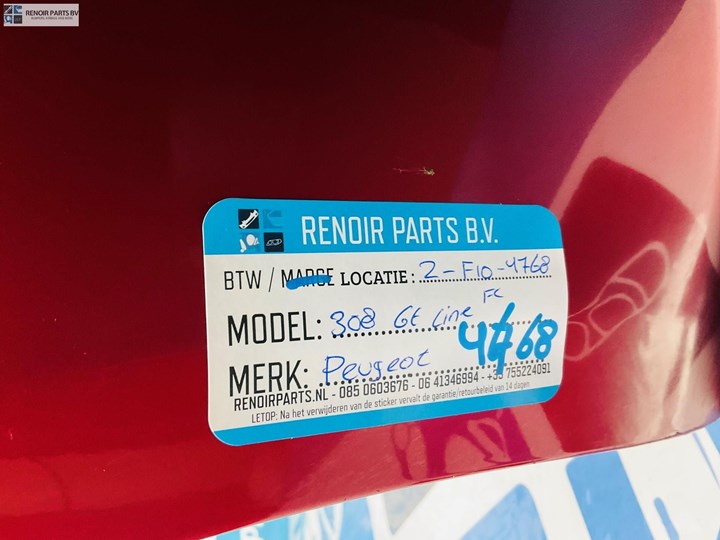 RENOIR PARTS BV
RENOIR PARTS B.V.
BTW / MARGE LOCATIE: 2-F10-4768
MODEL: 308 Gt Line FC
MERK: Peugeot 4768
RENOIRPARTS.NL - 085 0603676 - 06 41346994 - +33 755224091
LETOP: Na het verwijderen van de sticker vervalt de garantie/retourbeleid van 14 dagen